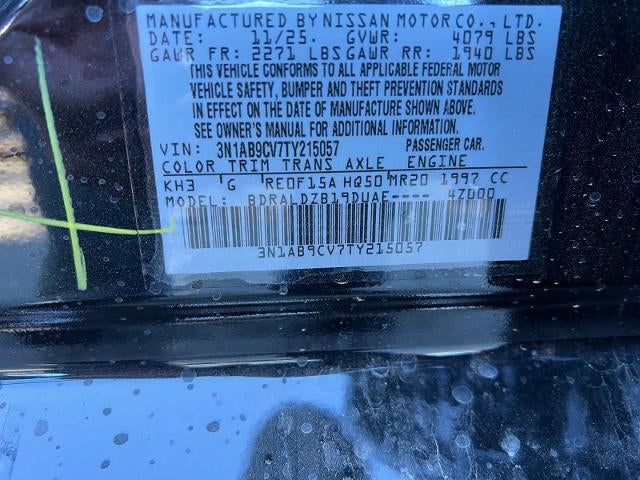 MANUFACTURED BY NISSAN MOTOR CO., LTD.
DATE: 11/25. GVWR: 4079 LBS
GAWR FR: 2271 LBS GAWR RR: 1940 LBS
THIS VEHICLE CONFORMS TO ALL APPLICABLE FEDERAL MOTOR
VEHICLE SAFETY, BUMPER AND THEFT PREVENTION STANDARDS
IN EFFECT ON THE DATE OF MANUFACTURE SHOWN ABOVE.
SEE OWNER'S MANUAL FOR ADDITIONAL INFORMATION.
VIN: 3N1AB9CV7TY215057 PASSENGER CAR.
COLOR TRIM TRANS AXLE ENGINE
KH3 G RE0F15A HQ50 MR20 1997 CC
MODEL: BDRALDZB19DUAE---- 4Z000
3N1AB9CV7TY215057